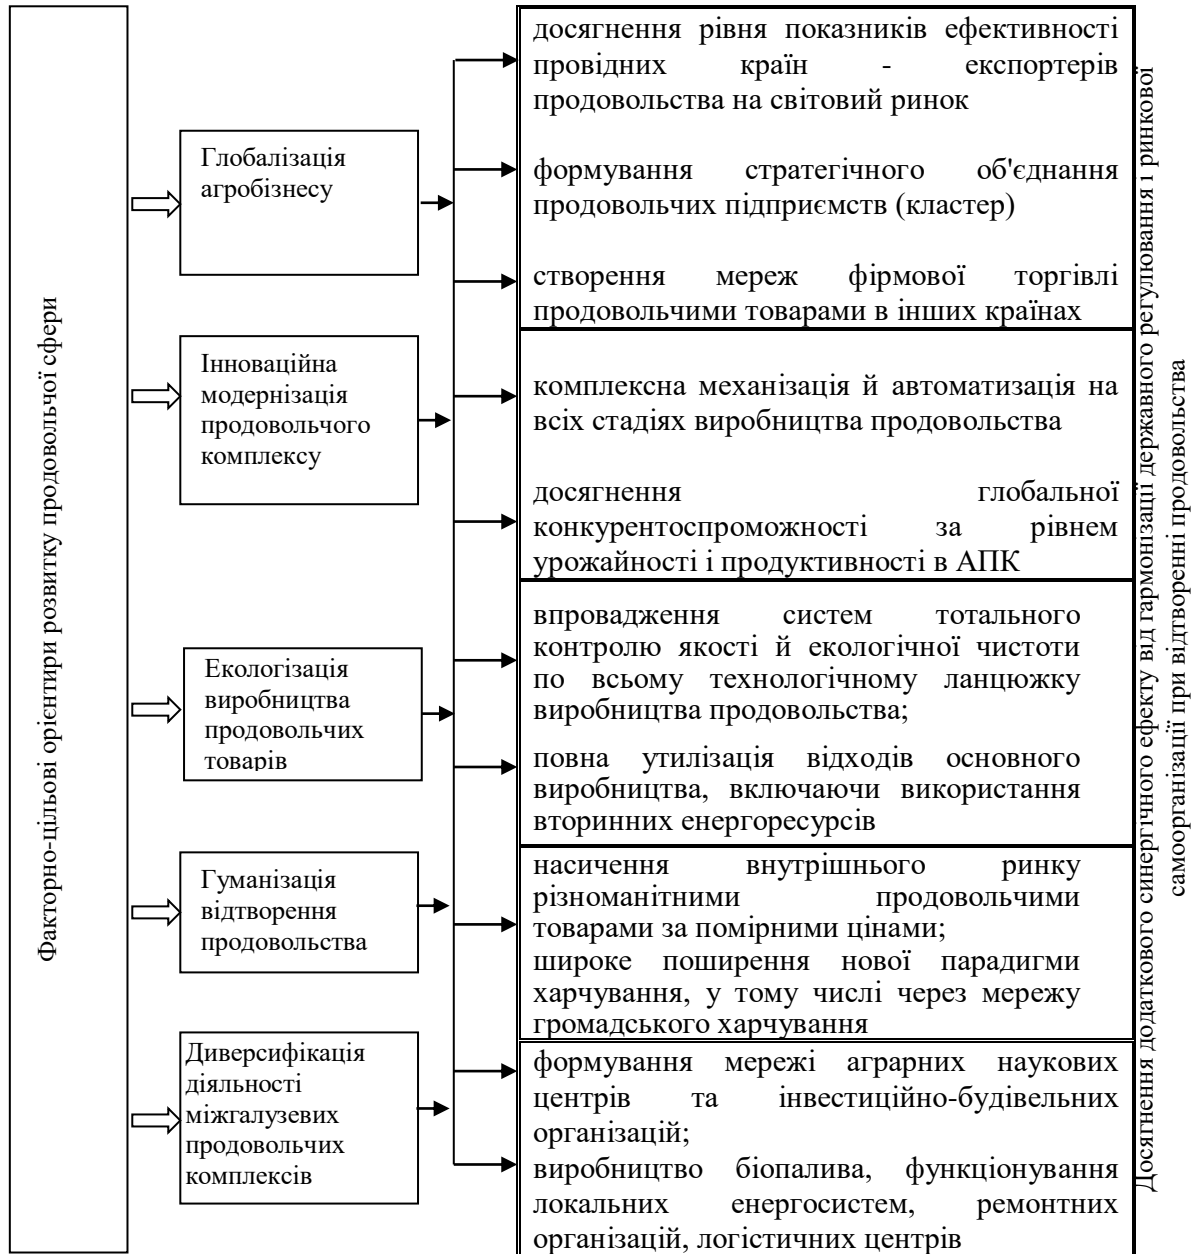 Факторно-цільові орієнтири розвитку продовольчої сфери
Глобалізація
агробізнесу
Інноваційна
модернізація
продовольчого
комплексу
Екологізація
виробництва
продовольчих
товарів
Гуманізація
відтворення
продовольства
Диверсифікація
діяльності
міжгалузевих
продовольчих
комплексів
досягнення рівня показників ефективності
провідних країн - експортерів
продовольства на світовий ринок
формування стратегічного об'єднання
продовольчих підприємств (кластер)
створення мереж фірмової торгівлі
продовольчими товарами в інших країнах
комплексна механізація й автоматизація на
всіх стадіях виробництва продовольства
досягнення глобальної
конкурентоспроможності за рівнем
урожайності і продуктивності в АПК
впровадження систем тотального
контролю якості й екологічної чистоти
по всьому технологічному ланцюжку
виробництва продовольства;
повна утилізація відходів основного
виробництва, включаючи використання
вторинних енергоресурсів
насичення внутрішнього ринку
різноманітними продовольчими
товарами за помірними цінами;
широке поширення нової парадигми
харчування, у тому числі через мережу
громадського харчування
формування мережі аграрних наукових
центрів та інвестиційно-будівельних
організацій;
виробництво біопалива, функціонування
локальних енергосистем, ремонтних
організацій, логістичних центрів
Досягнення додаткового синергічного ефекту від гармонізації державного регулювання і ринкової
самоорганізації при відтворенні продовольства